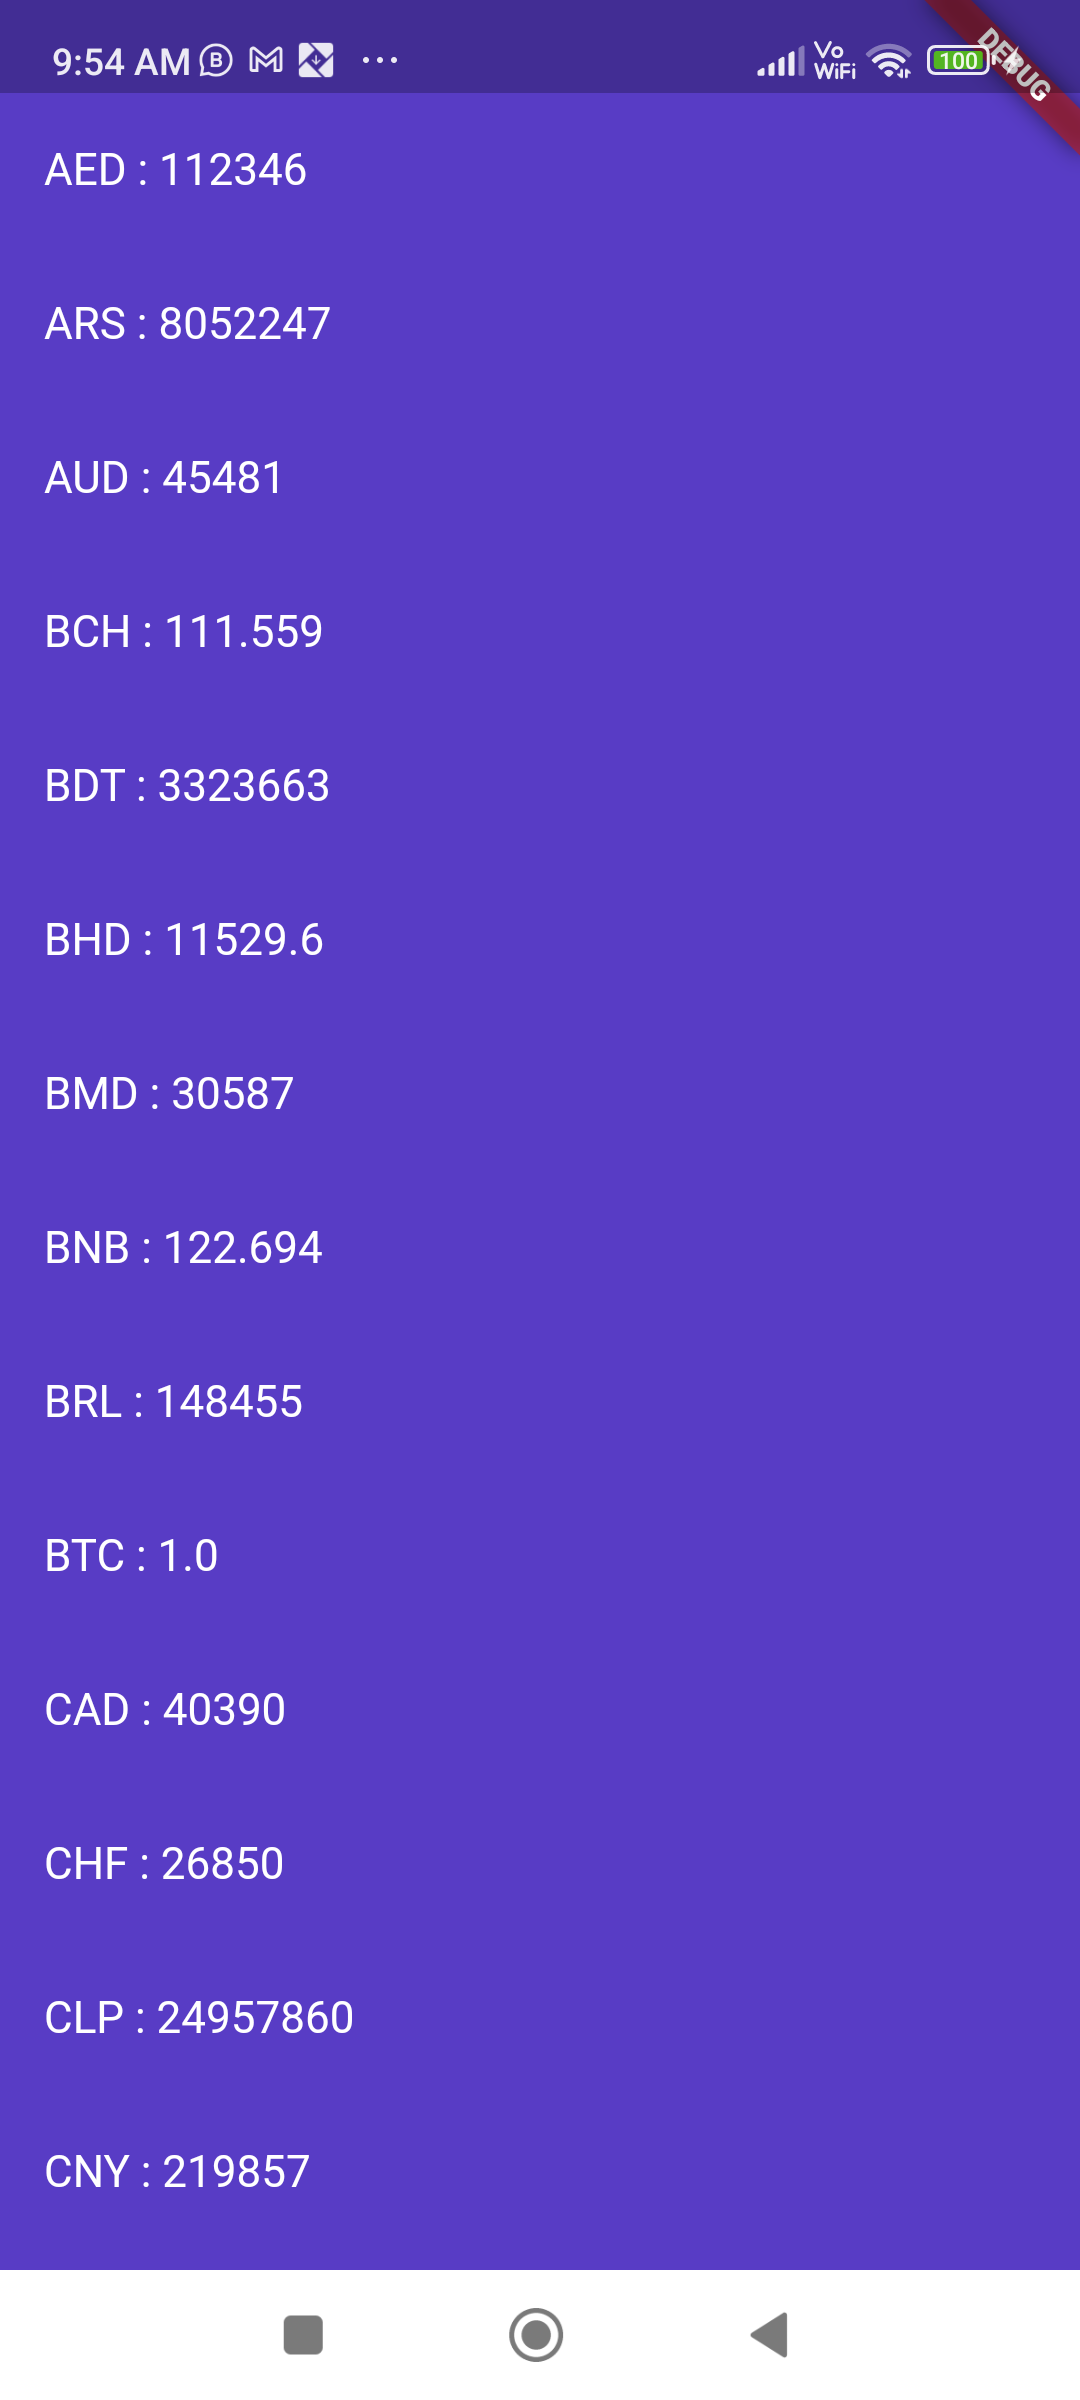 9:54 AM
Vo
WiFi
100
DEBUG
AED : 112346
ARS : 8052247
AUD : 45481
BCH : 111.559
BDT : 3323663
BHD : 11529.6
BMD : 30587
BNB : 122.694
BRL : 148455
BTC : 1.0
CAD : 40390
CHF : 26850
CLP : 24957860
CNY : 219857